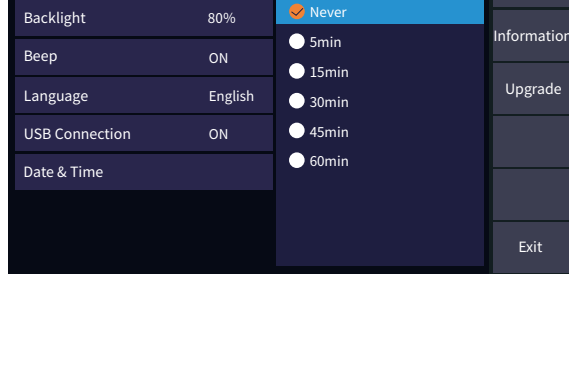 Backlight 80%
Beep ON
Language English
USB Connection ON
Date & Time
Never
5min
15min
30min
45min
60min
Information
Upgrade
Exit